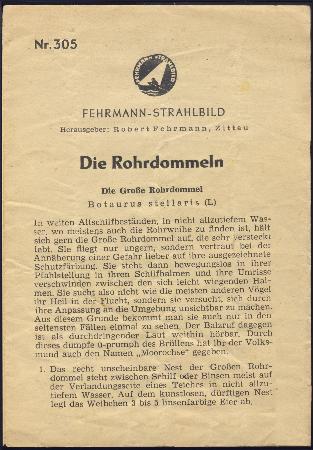 Nr. 305
FEHRMANN STRAHLBILD
FEHRMANN-STRAHLBILD
Herausgeber: Robert Fehrmann, Zittau
Die Rohrdommeln
Die Große Rohrdommel
Botaurus stellaris (L)
In weiten Altschilfbeständen, in nicht allzutiefem Was-
ser, wo meistens auch die Rohrweihe zu finden ist, hält
sich gern die Große Rohrdommel auf, die sehr versteckt
lebt. Sie fliegt nur ungern, sondern vertraut bei der
Annäherung einer Gefahr lieber auf ihre ausgezeichnete
Schutzfärbung. Sie steht dann bewegungslos in ihrer
Pfahlstellung in ihren Schilfhalmen und ihre Umrisse
verschwinden zwischen den sich leicht wiegenden Hal-
men. Sie sucht also nicht wie die meisten anderen Vögel
ihr Heil in der Flucht, sondern sie versucht, sich durch
ihre Anpassung an die Umgebung unsichtbar zu machen.
Aus diesem Grunde bekommt man sie auch nur in den
seltensten Fällen einmal zu sehen. Der Balzruf dagegen
ist als durchdringender Laut weithin hörbar. Durch
dieses dumpfe ü-prumph des Brüllens hat ihr der Volks-
mund auch den Namen „Moorochse“ gegeben.
1. Das recht unscheinbare Nest der Großen Rohr-
dommel steht zwischen Schilf oder Binsen meist auf
der Verlandungsseite eines Teiches in nicht allzu-
tiefem Wasser. Auf dem kunstlosen, dürftigen Nest
legt das Weibchen 3 bis 5 linsenfarbige Eier ab,